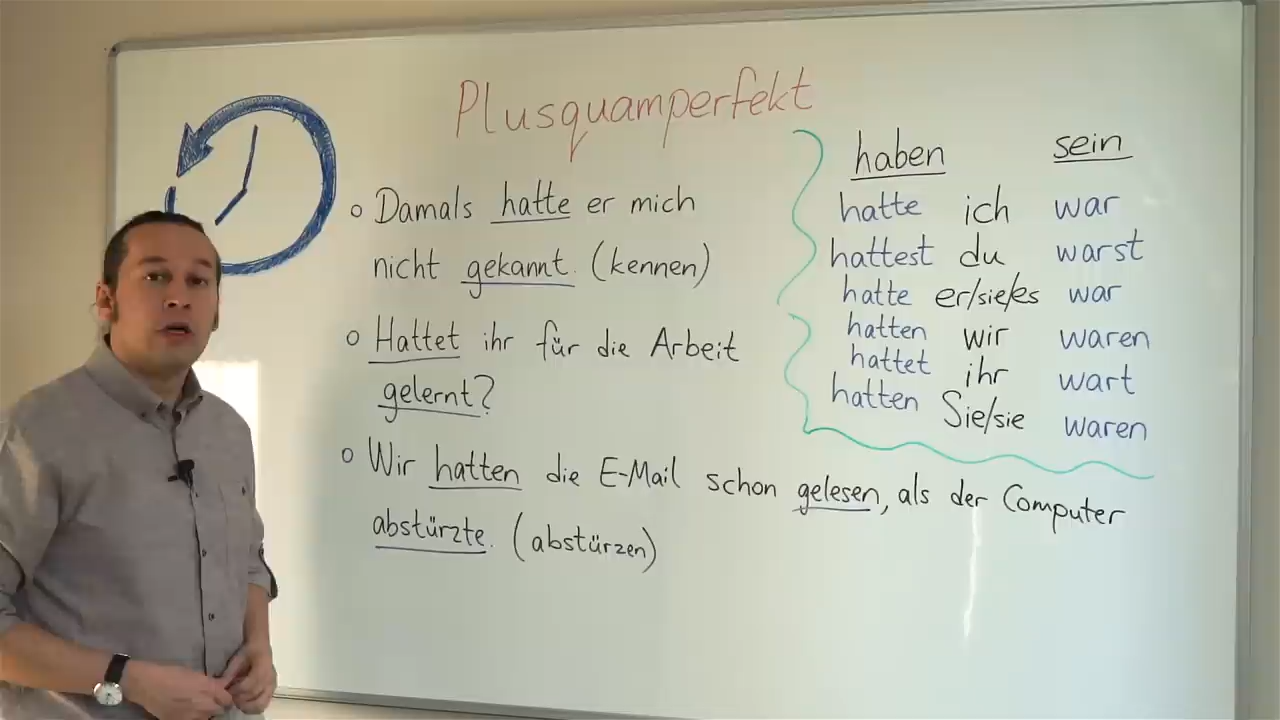 Plusquamperfekt
○ Damals hatte er mich
nicht gekannt. (kennen)
○ Hattet ihr für die Arbeit
gelernt?
○ Wir hatten die E-Mail schon gelesen, als der Computer
abstürzte. (abstürzen)
haben sein
hatte ich war
hattest du warst
hatte er/sie/es war
hatten wir waren
hattet ihr wart
hatten Sie/sie waren